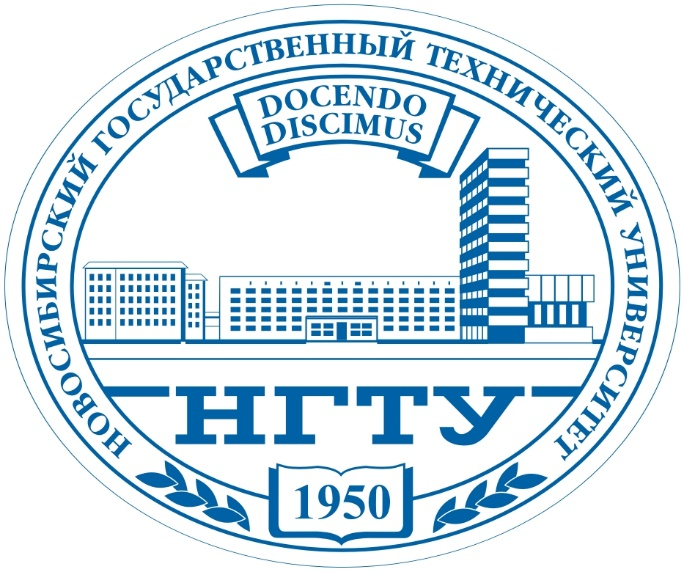 НОВОСИБИРСКИЙ ГОСУДАРСТВЕННЫЙ ТЕХНИЧЕСКИЙ УНИВЕРСИТЕТ
DOCENDO
DISCIMUS
НГТУ
1950